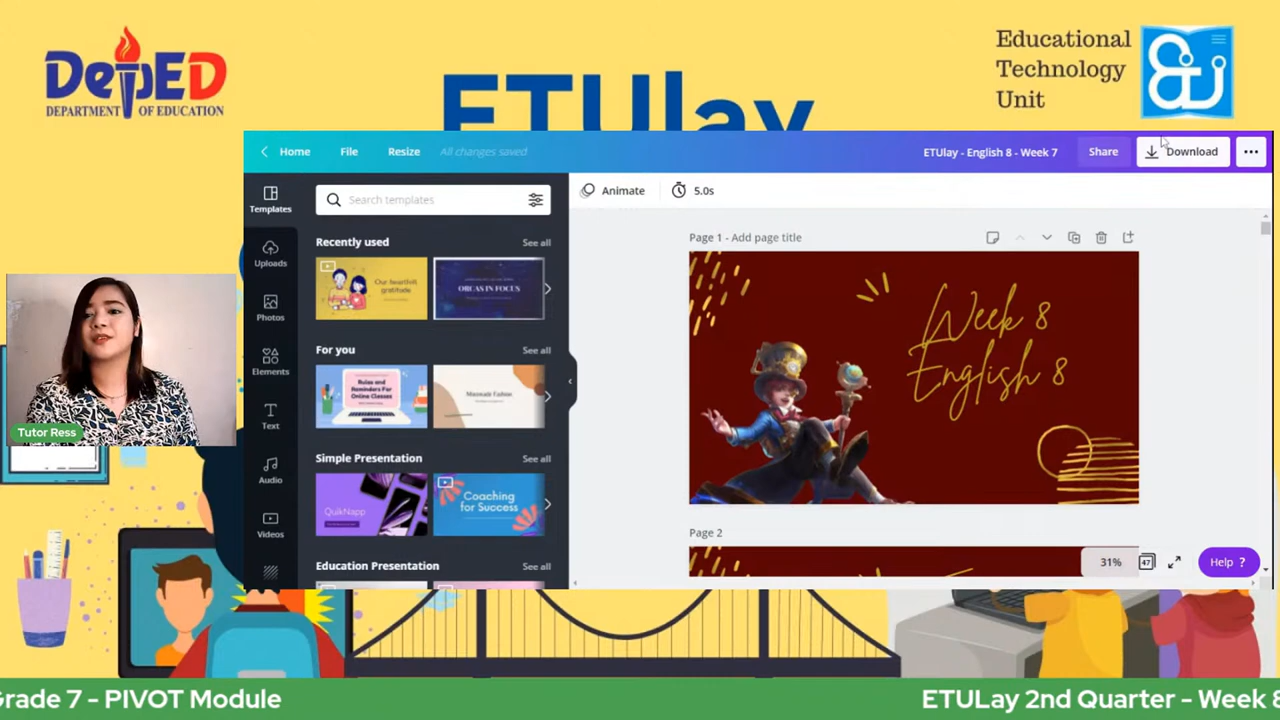 DepED
DEPARTMENT OF EDUCATION
ETUlay
Educational
Technology
Unit
Home
File
Resize
All changes saved
ETUlay - English 8 - Week 7
Share
Download
Templates
Uploads
Photos
Elements
Text
Audio
Videos
Search templates
Recently used
See all
Our heartfelt
gratitude
ORCAS IN FOCUS
For you
See all
Rules and
Reminders For
Online Classes
Minimalit Fashion
Simple Presentation
See all
QuikNapp
Coaching
for Success
Education Presentation
See all
Animate
5.0s
Page 1 - Add page title
Week 8
English 8
Page 2
31%
47
Help ?
Tutor Ress
Grade 7 - PIVOT Module
ETULay 2nd Quarter - Week 8